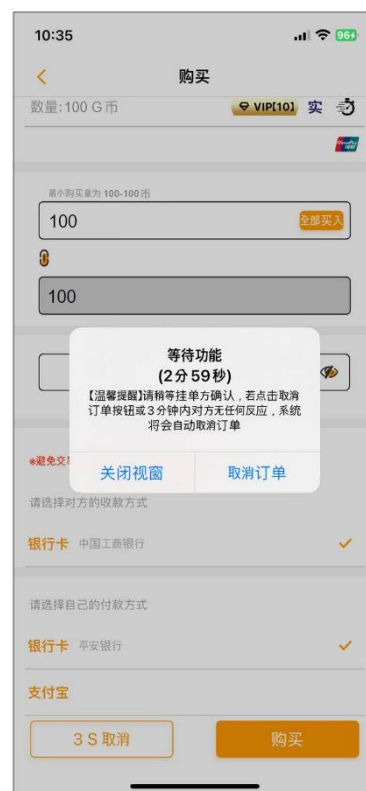 10:35
96
购买
数量:100 G 币
VIP[10] 实
最小购买量为 100-100 币
100 全部买入
100
等待功能
(2分59秒)
【温馨提醒】请稍等挂单方确认，若点击取消
订单按钮或3分钟内对方无任何反应，系统
将会自动取消订单
关闭视窗 取消订单
*避免交
请选择对方的收款方式
银行卡 中国工商银行
请选择自己的付款方式
银行卡 平安银行
支付宝
3 S 取消 购买